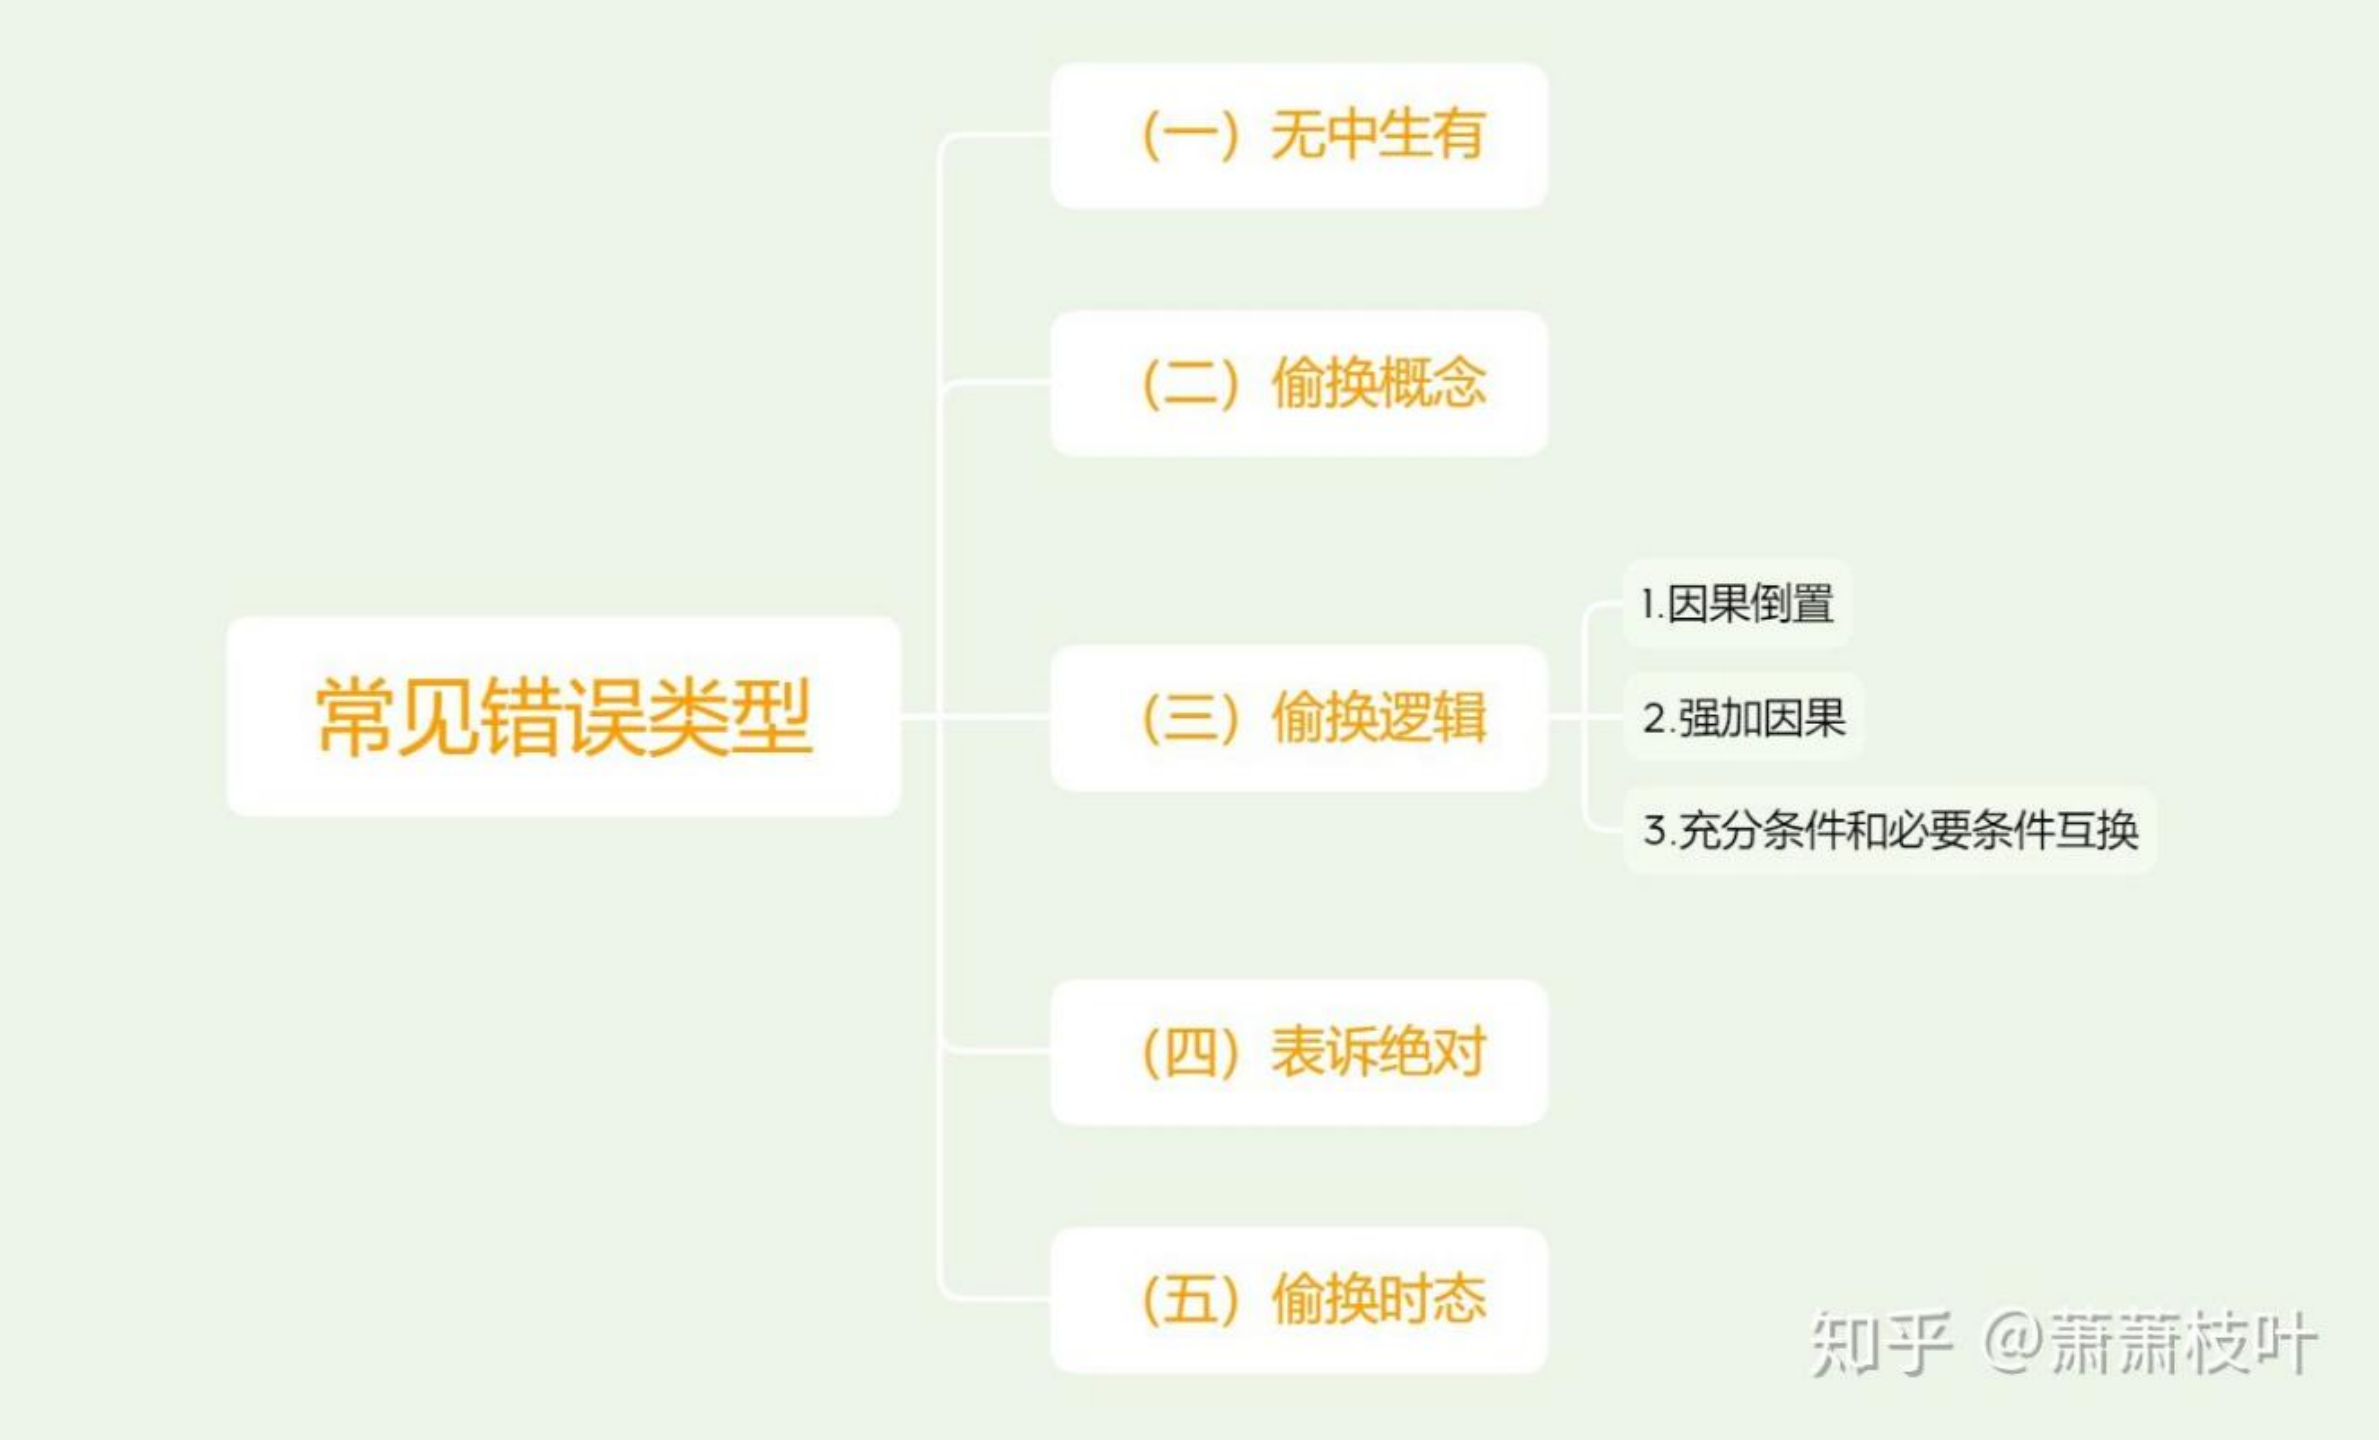 (一) 无中生有
(二) 偷换概念
常见错误类型
(三) 偷换逻辑
1.因果倒置
2.强加因果
3.充分条件和必要条件互换
(四) 表诉绝对
(五) 偷换时态
知乎 @萧萧枝叶